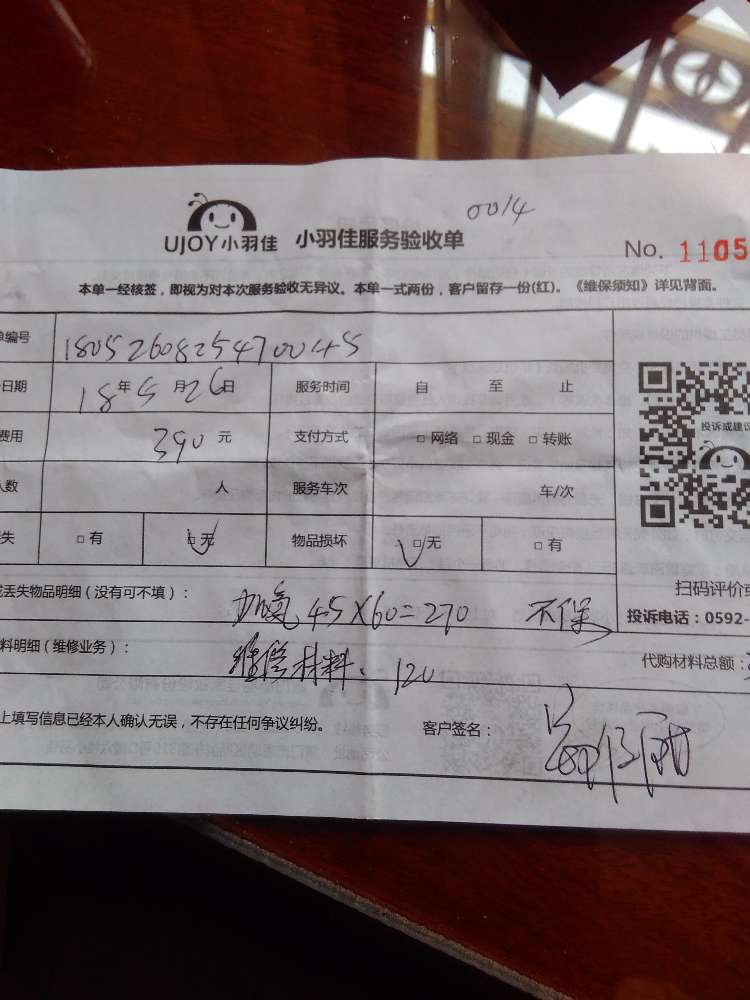 0014
UJOY小羽佳 小羽佳服务验收单
No. 1105
本单一经核签，即视为对本次服务验收无异议。本单一式两份，客户留存一份(红)。《维保须知》详见背面。
单编号 1805260825470045
日期 18年5月26日 服务时间 自 至 止
费用 390元 支付方式 □网络 □现金 □转账
投诉或建议
人数 人 服务车次 车/次
失 □有 □无 物品损坏 □无 □有
扫码评价或
丢失物品明细（没有可不填）： 加氟 4.5×60=270 不保
投诉电话：0592-
料明细（维修业务）： 维修材料、120
代购材料总额：
上填写信息已经本人确认无误，不存在任何争议纠纷。 客户签名：